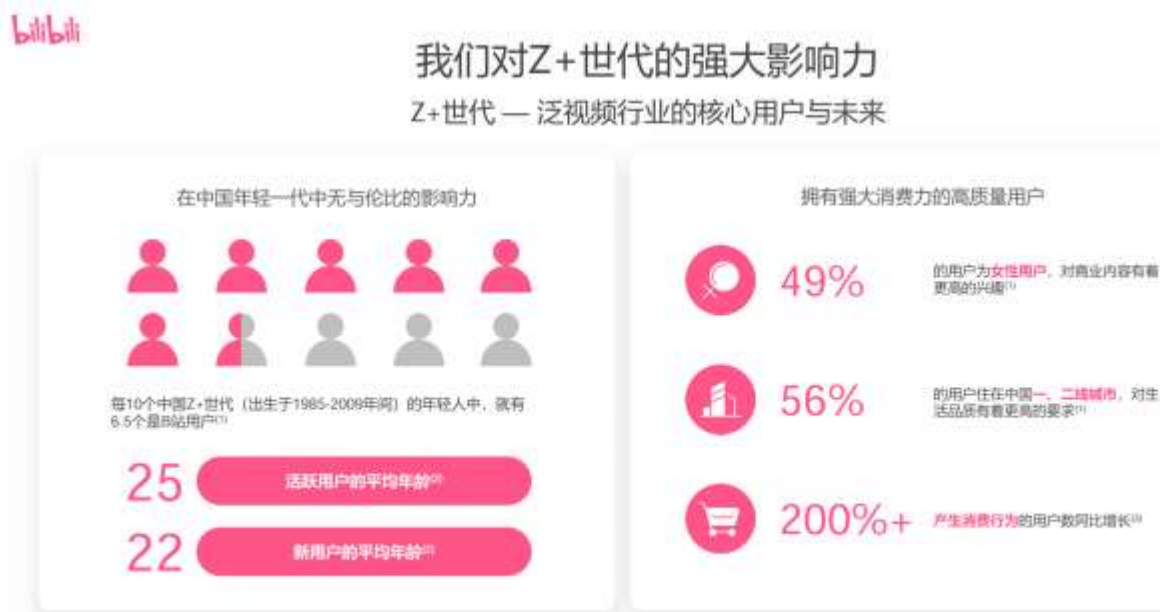 bilibili
我们对Z+世代的强大影响力
Z+世代 — 泛视频行业的核心用户与未来
在中国年轻一代中无与伦比的影响力
每10个中国Z+世代（出生于1985-2009年间）的年轻人中，就有
6.5个是B站用户(1)
25
活跃用户的平均年龄(2)
22
新用户的平均年龄(2)
拥有强大消费力的高质量用户
49%
的用户为女性用户，对商业内容有着
更高的兴趣(1)
56%
的用户住在中国一、二线城市，对生
活品质有着更高的要求(1)
200%+
产生消费行为的用户数同比增长